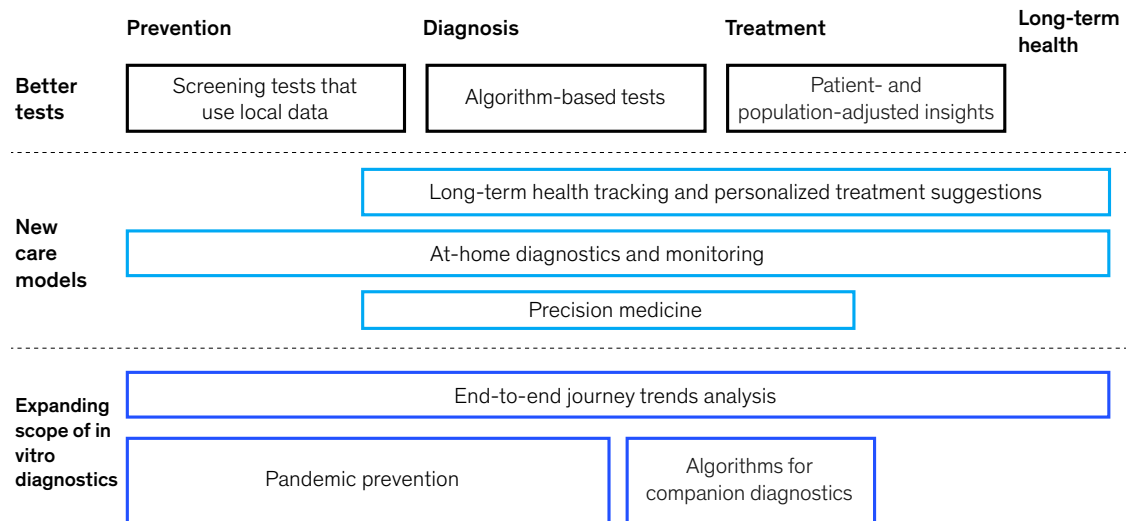 Prevention
Diagnosis
Treatment
Long-term
health
Better
tests
Screening tests that
use local data
Algorithm-based tests
Patient- and
population-adjusted insights
New
care
models
Long-term health tracking and personalized treatment suggestions
At-home diagnostics and monitoring
Precision medicine
Expanding
scope of in
vitro
diagnostics
End-to-end journey trends analysis
Pandemic prevention
Algorithms for
companion diagnostics